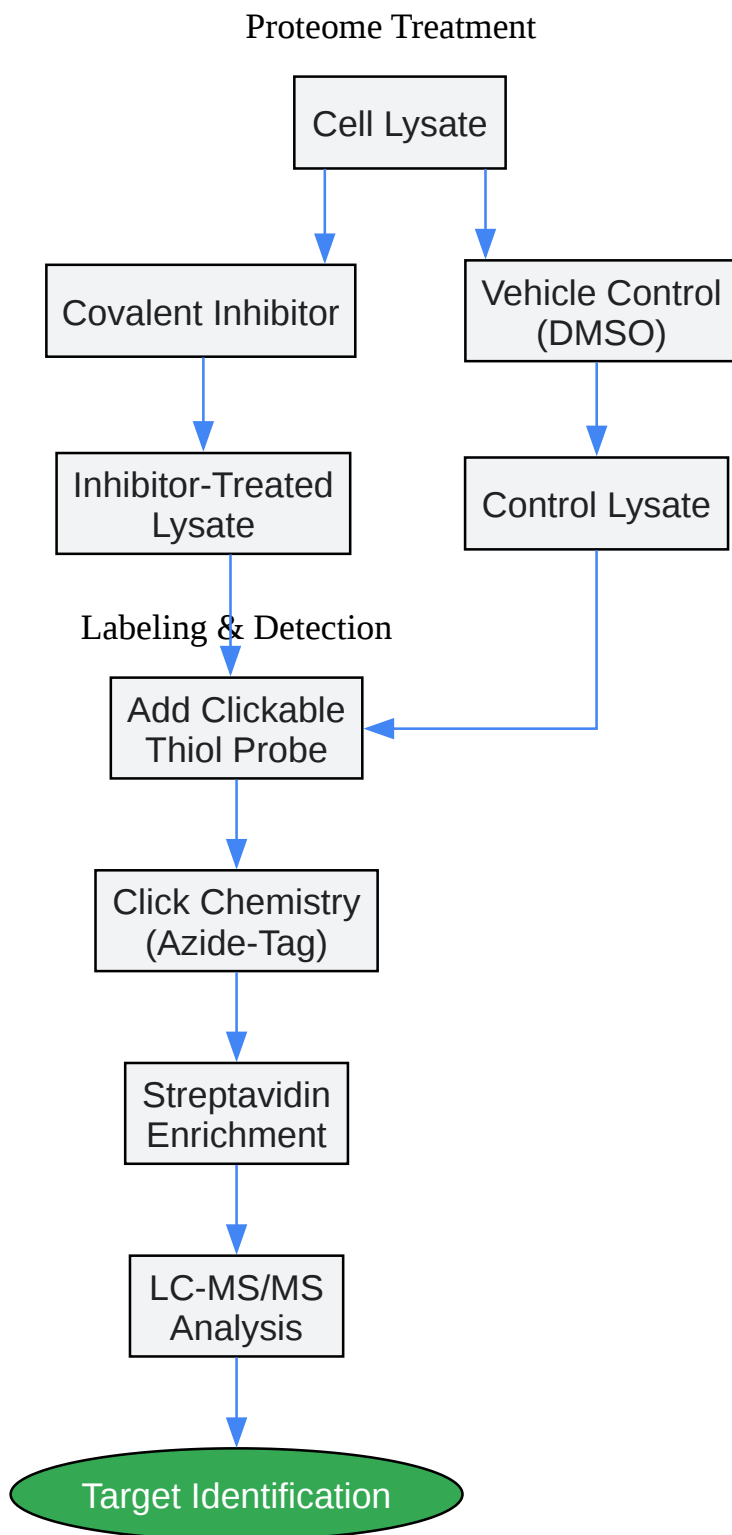 Proteome Treatment
Cell Lysate
Covalent Inhibitor
Vehicle Control
(DMSO)
Inhibitor-Treated
Lysate
Control Lysate
Labeling & Detection
Add Clickable
Thiol Probe
Click Chemistry
(Azide-Tag)
Streptavidin
Enrichment
LC-MS/MS
Analysis
Target Identification